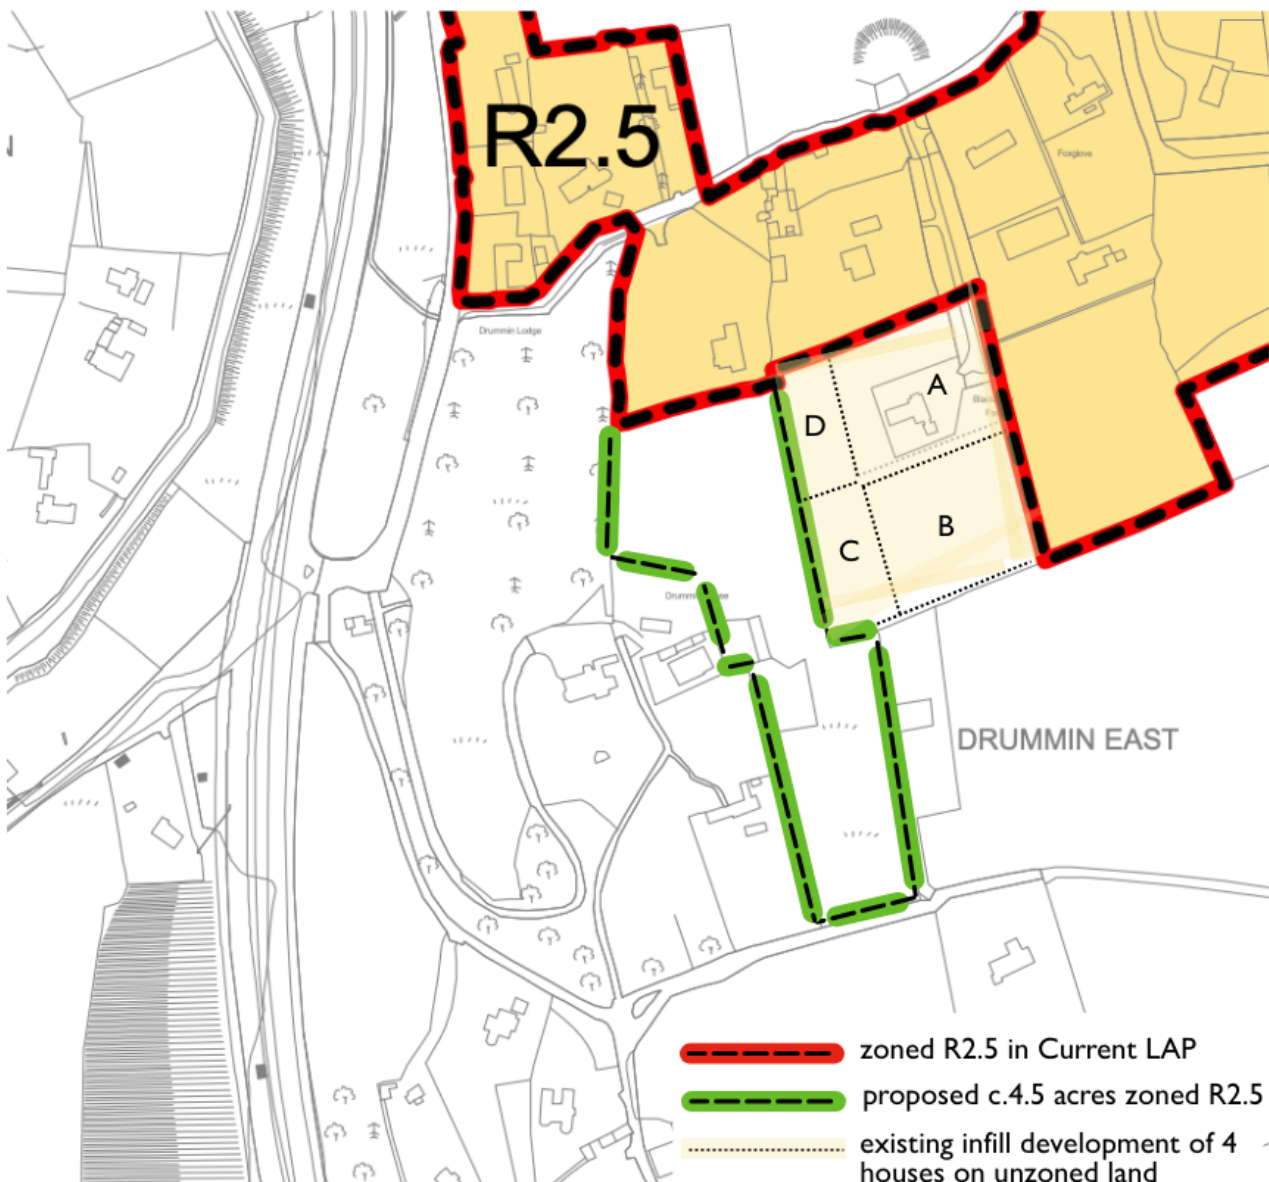 R2.5
Foxglove
Drummin Lodge
A
D
B
C
DRUMMIN EAST
zoned R2.5 in Current LAP
proposed c.4.5 acres zoned R2.5
existing infill development of 4
houses on unzoned land